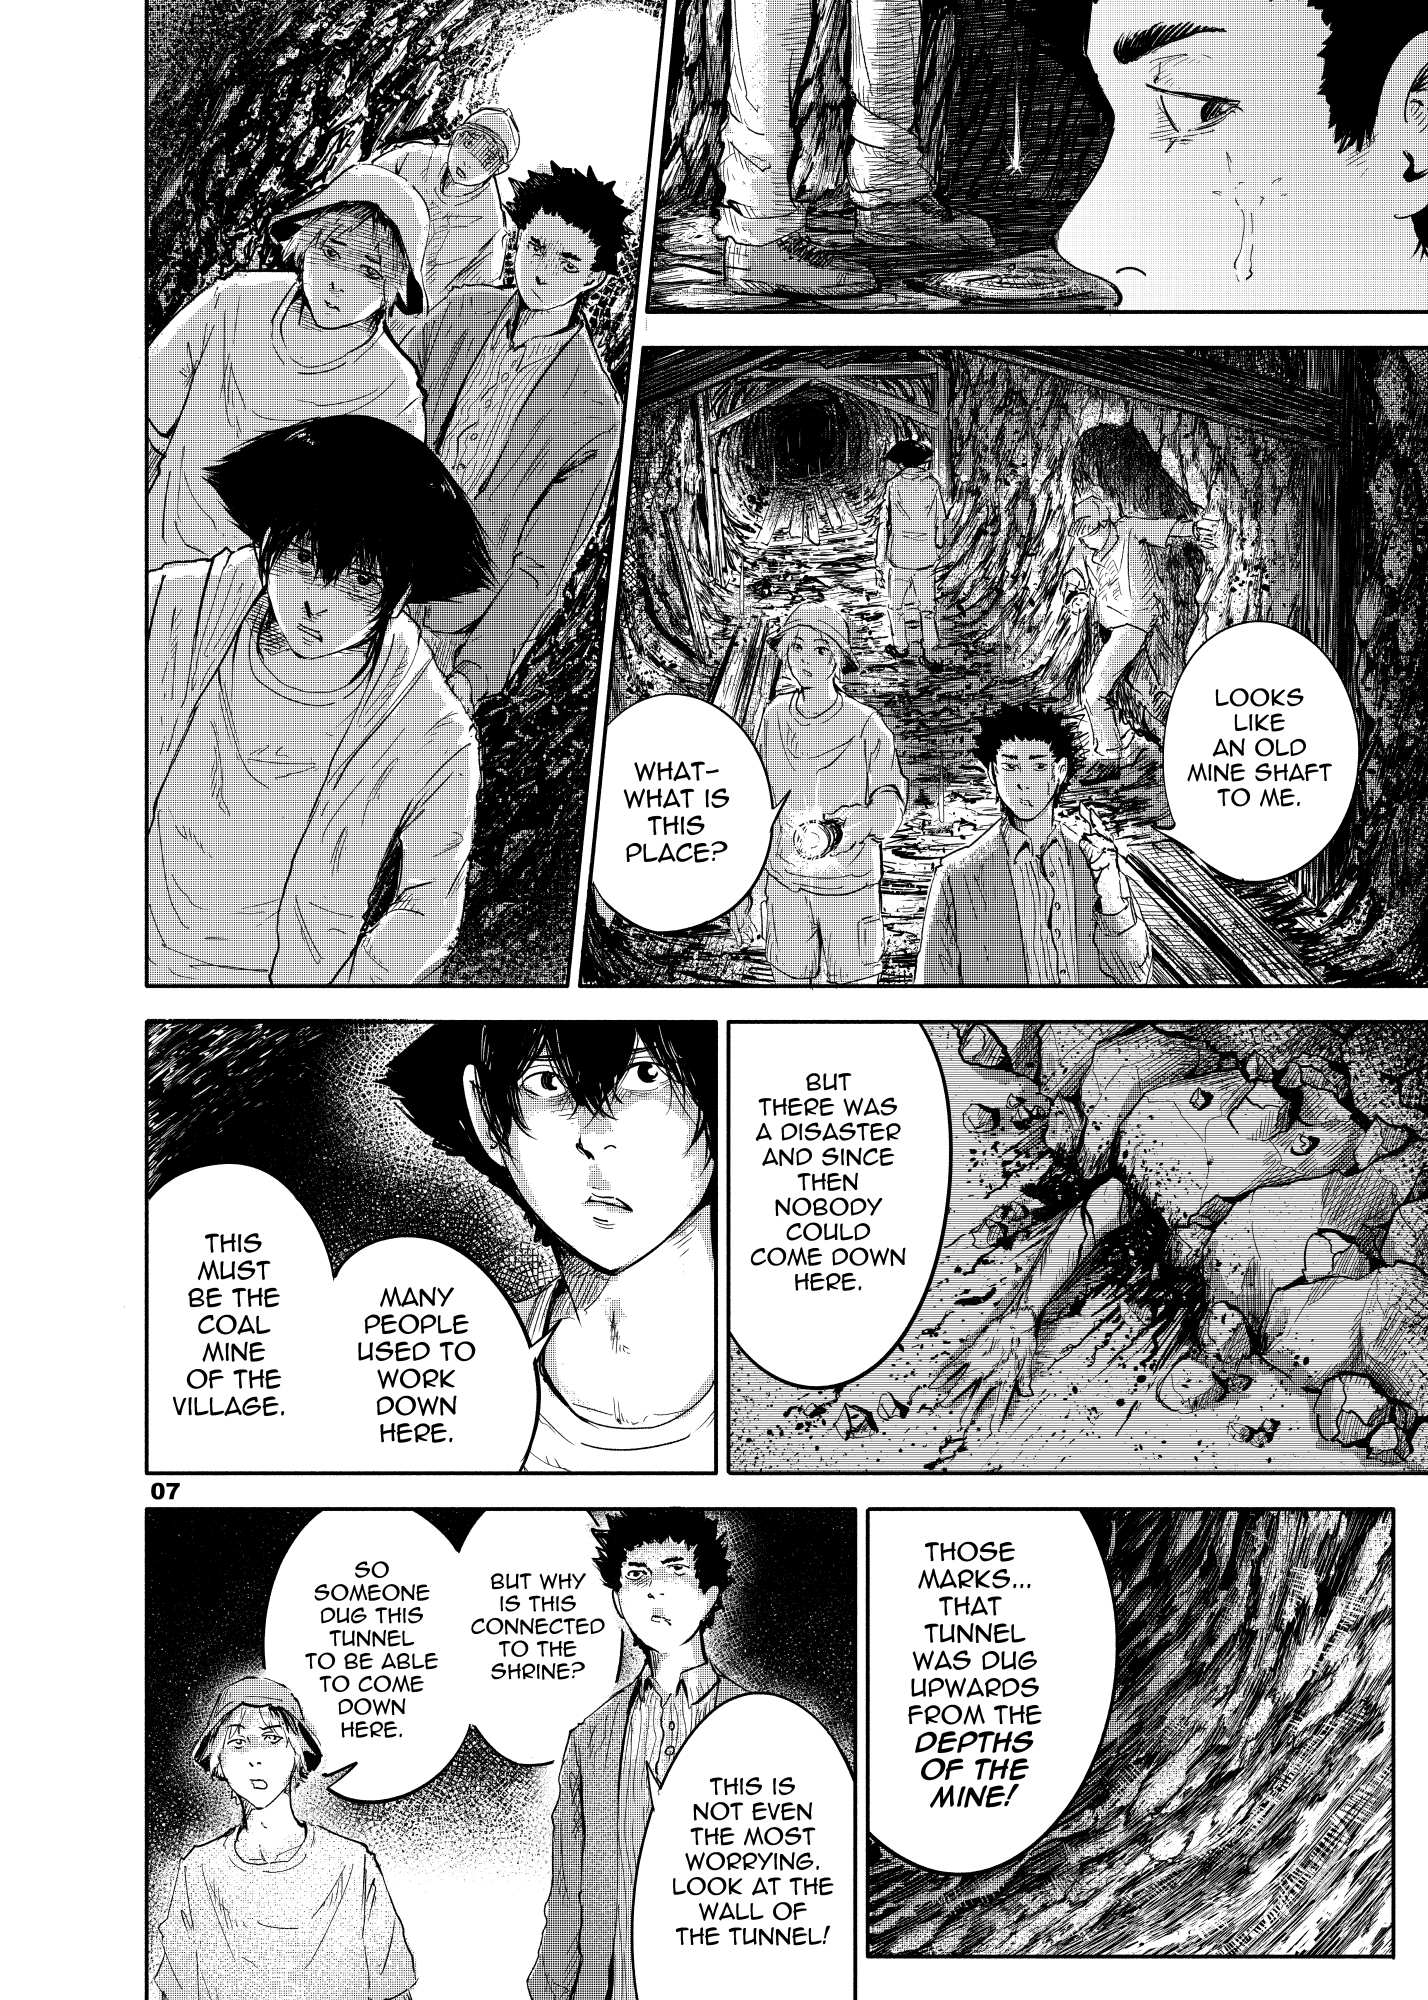 WHAT-
WHAT IS
THIS
PLACE?
LOOKS
LIKE
AN OLD
MINE SHAFT
TO ME.
THIS
MUST
BE THE
COAL
MINE
OF THE
VILLAGE.
MANY
PEOPLE
USED TO
WORK
DOWN
HERE.
BUT
THERE WAS
A DISASTER
AND SINCE
THEN
NOBODY
COULD
COME DOWN
HERE.
07
SO
SOMEONE
DUG THIS
TUNNEL
TO BE ABLE
TO COME
DOWN
HERE.
BUT WHY
IS THIS
CONNECTED
TO THE
SHRINE?
THIS IS
NOT EVEN
THE MOST
WORRYING.
LOOK AT THE
WALL OF
THE TUNNEL!
THOSE
MARKS...
THAT
TUNNEL
WAS DUG
UPWARDS
FROM THE
DEPTHS
OF THE
MINE!